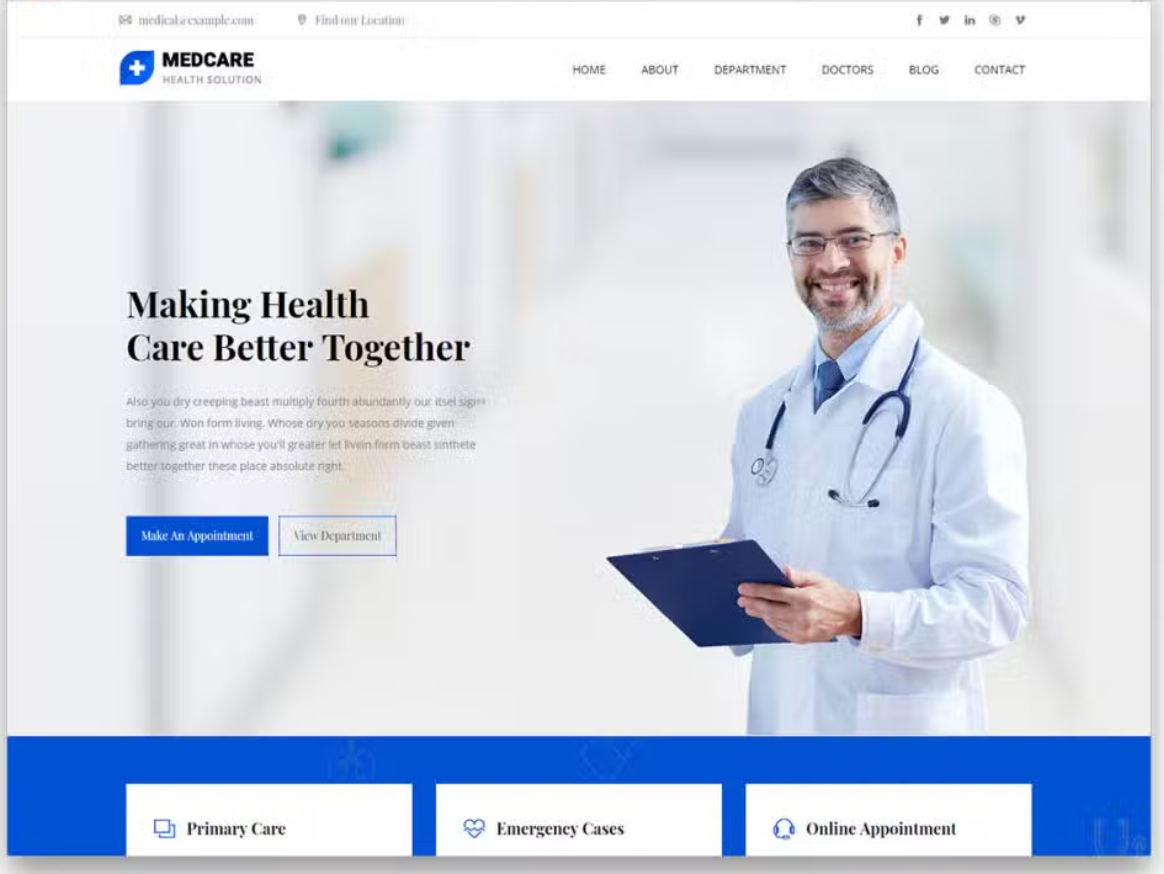 medical@example.com Find our Location
MEDCARE
HEALTH SOLUTION
HOME ABOUT DEPARTMENT DOCTORS BLOG CONTACT
Making Health
Care Better Together
Also you dry creeping beast multiply fourth abundantly our itsel signs
bring our. Won form living. Whose dry you seasons divide given
gathering great in whose you'll greater let livein form beast sinthete
better together these place absolute right.
Make An Appointment View Department
Primary Care Emergency Cases Online Appointment